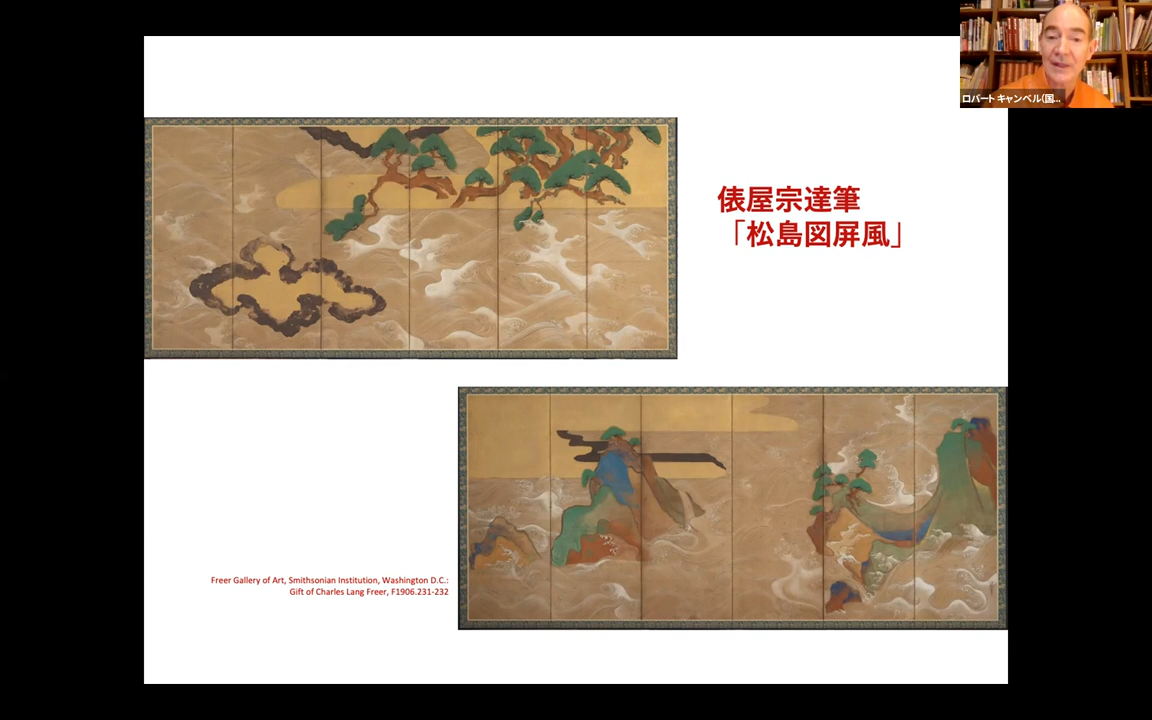 ロバート キャンベル(国...
俵屋宗達筆
「松島図屏風」
Freer Gallery of Art, Smithsonian Institution, Washington D.C.:
Gift of Charles Lang Freer, F1906.231-232